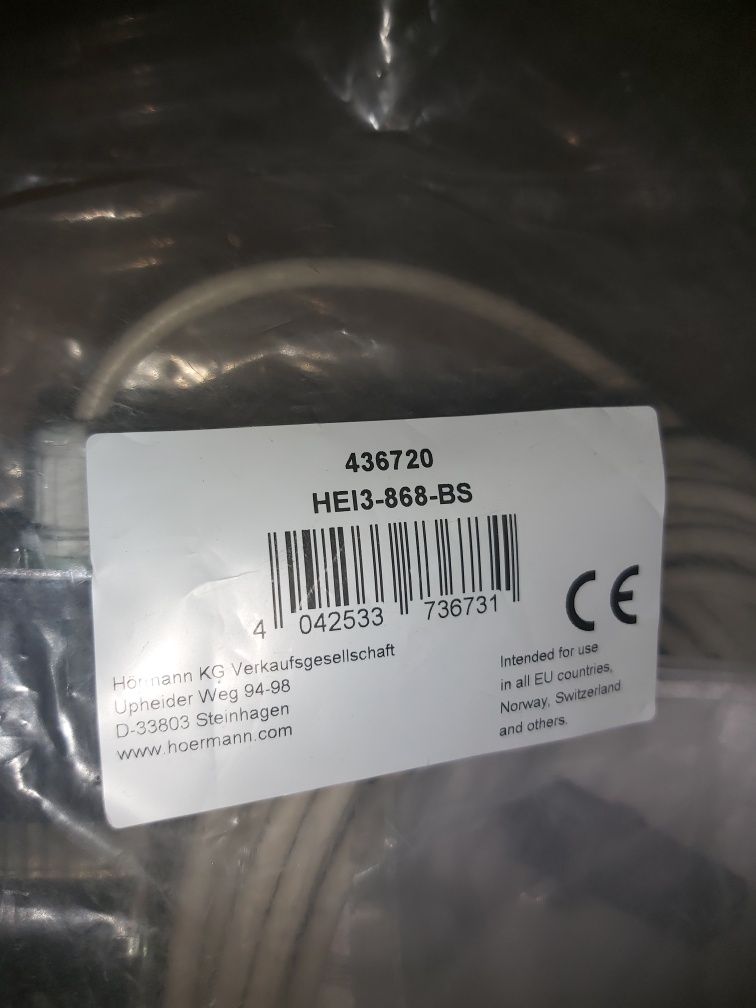 436720
HEI3-868-BS
4 042533 736731
CE
Hörmann KG Verkaufsgesellschaft
Upheider Weg 94-98
D-33803 Steinhagen
www.hoermann.com
Intended for use
in all EU countries,
Norway, Switzerland
and others.